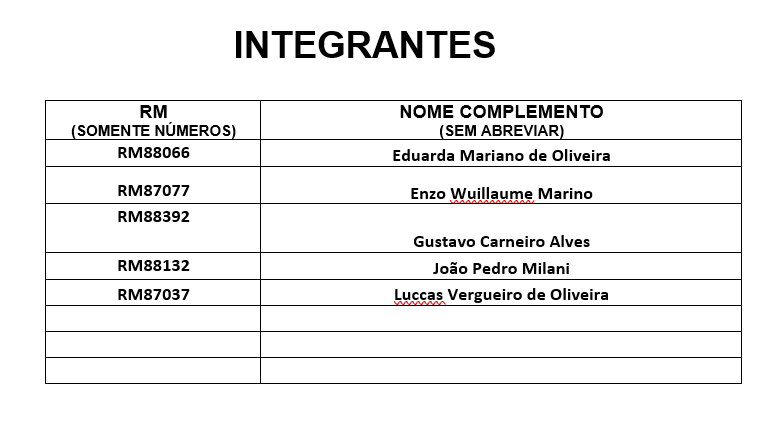 INTEGRANTES
RM NOME COMPLEMENTO
(SOMENTE NÚMEROS) (SEM ABREVIAR)
RM88066 Eduarda Mariano de Oliveira
RM87077 Enzo Wuillaume Marino
RM88392 Gustavo Carneiro Alves
RM88132 João Pedro Milani
RM87037 Luccas Vergueiro de Oliveira